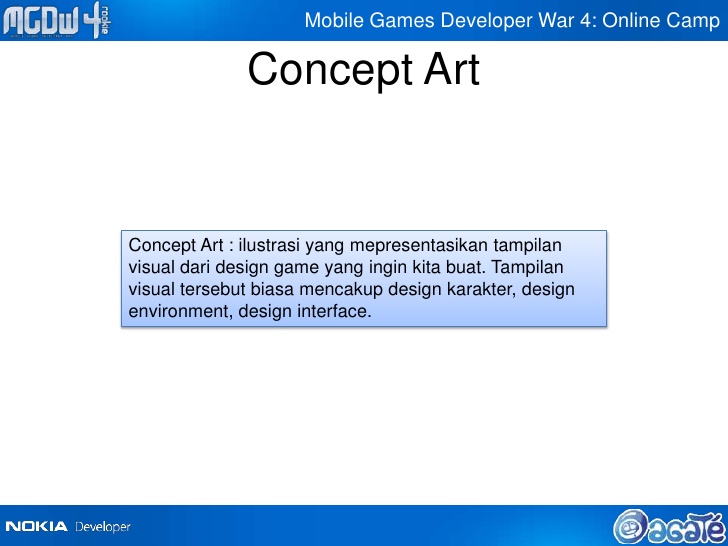 MGDW 4 rookie
Mobile Games Developer War 4: Online Camp
Concept Art
Concept Art : ilustrasi yang mepresentasikan tampilan
visual dari design game yang ingin kita buat. Tampilan
visual tersebut biasa mencakup design karakter, design
environment, design interface.
NOKIA Developer
agate